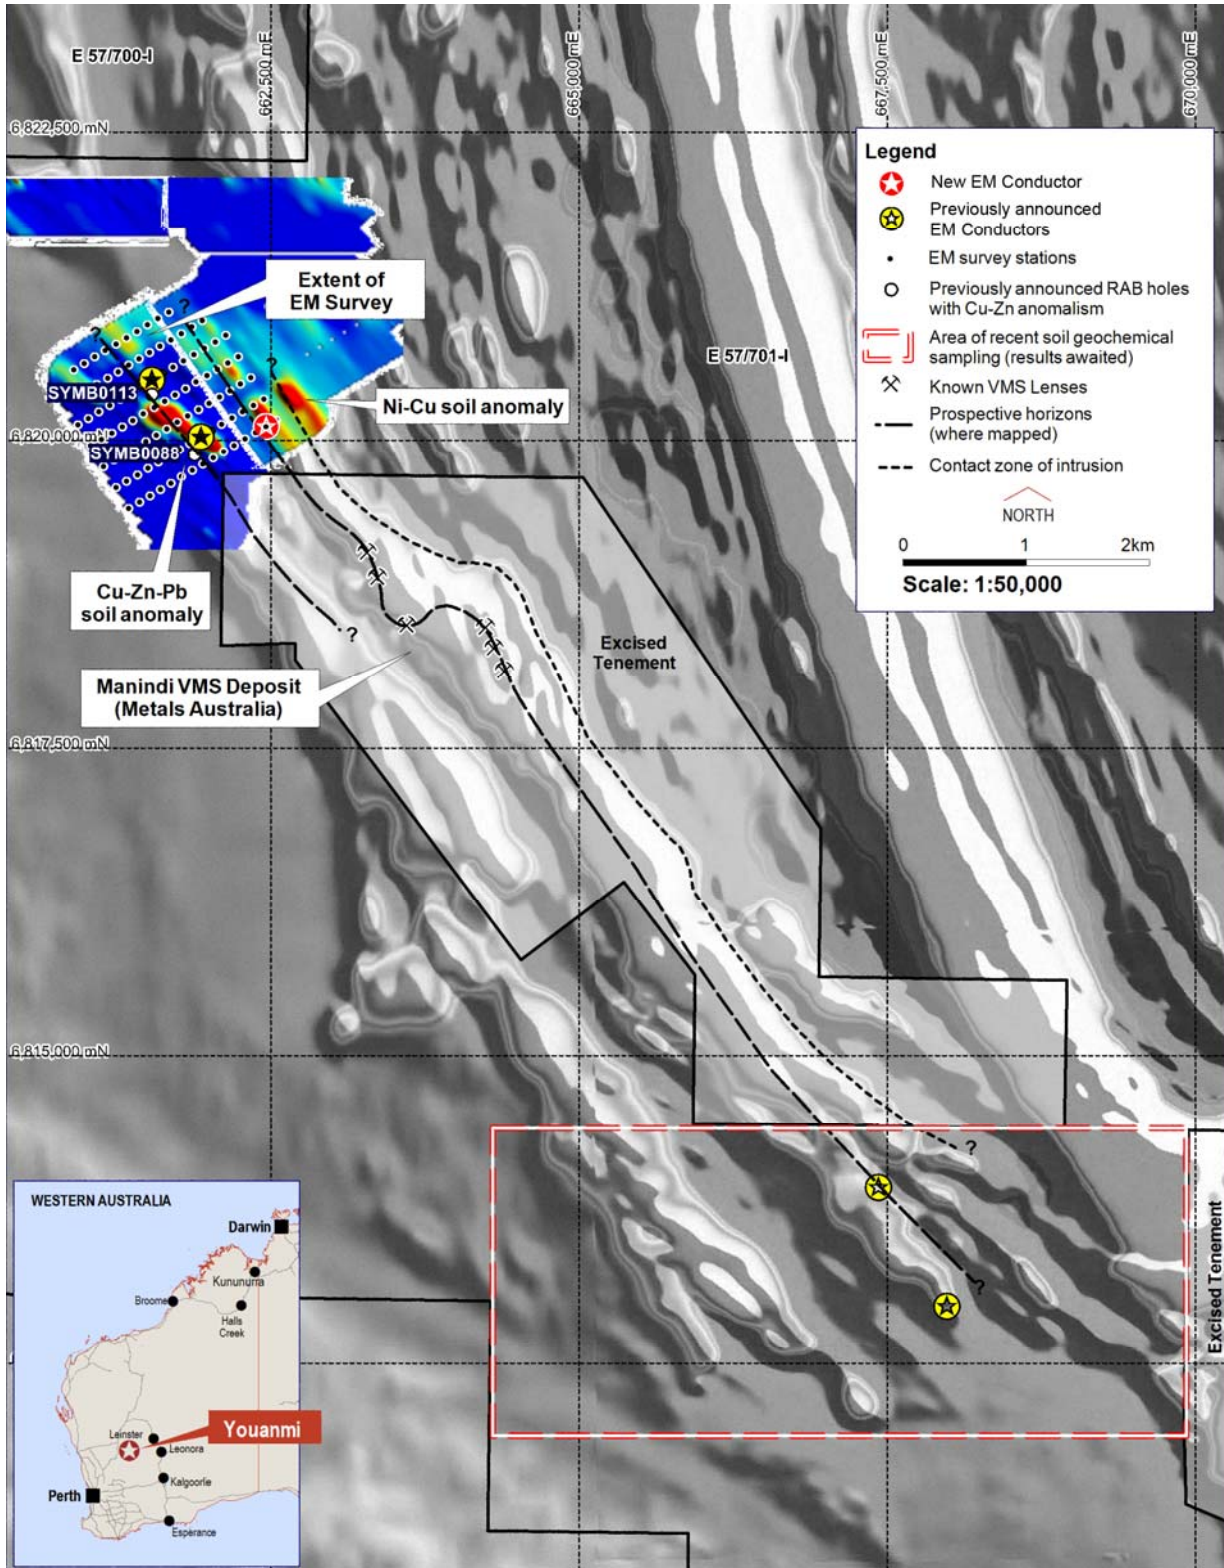 E 57/700-I
662,500 mE
665,000 mE
667,500 mE
670,000 mE
6,822,500 mN
Legend
New EM Conductor
Previously announced
EM Conductors
EM survey stations
Previously announced RAB holes
with Cu-Zn anomalism
Area of recent soil geochemical
sampling (results awaited)
Known VMS Lenses
Prospective horizons
(where mapped)
Contact zone of intrusion
NORTH
0 1 2km
Scale: 1:50,000
Extent of
EM Survey
?
?
?
E 57/701-I
SYMB0113
Ni-Cu soil anomaly
6,820,000 mN
SYMB0088
Cu-Zn-Pb
soil anomaly
?
Excised
Tenement
Manindi VMS Deposit
(Metals Australia)
6,817,500 mN
6,815,000 mN
?
?
Excised Tenement
WESTERN AUSTRALIA
Darwin
Kununurra
Broome
Halls
Creek
Youanmi
Leinster
Leonora
Kalgoorlie
Perth
Esperance